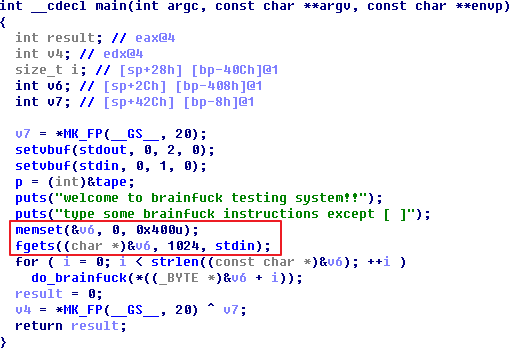 int __cdecl main(int argc, const char **argv, const char **envp)
{
  int result; // eax@4
  int v4; // edx@4
  size_t i; // [sp+28h] [bp-40Ch]@1
  int v6; // [sp+2Ch] [bp-408h]@1
  int v7; // [sp+42Ch] [bp-8h]@1

  v7 = *MK_FP(__GS__, 20);
  setvbuf(stdout, 0, 2, 0);
  setvbuf(stdin, 0, 1, 0);
  p = (int)&tape;
  puts("welcome to brainfuck testing system!!");
  puts("type some brainfuck instructions except [ ]");
  memset(&v6, 0, 0x400u);
  fgets((char *)&v6, 1024, stdin);
  for ( i = 0; i < strlen((const char *)&v6); ++i )
    do_brainfuck(*((_BYTE *)&v6 + i));
  result = 0;
  v4 = *MK_FP(__GS__, 20) ^ v7;
  return result;
}